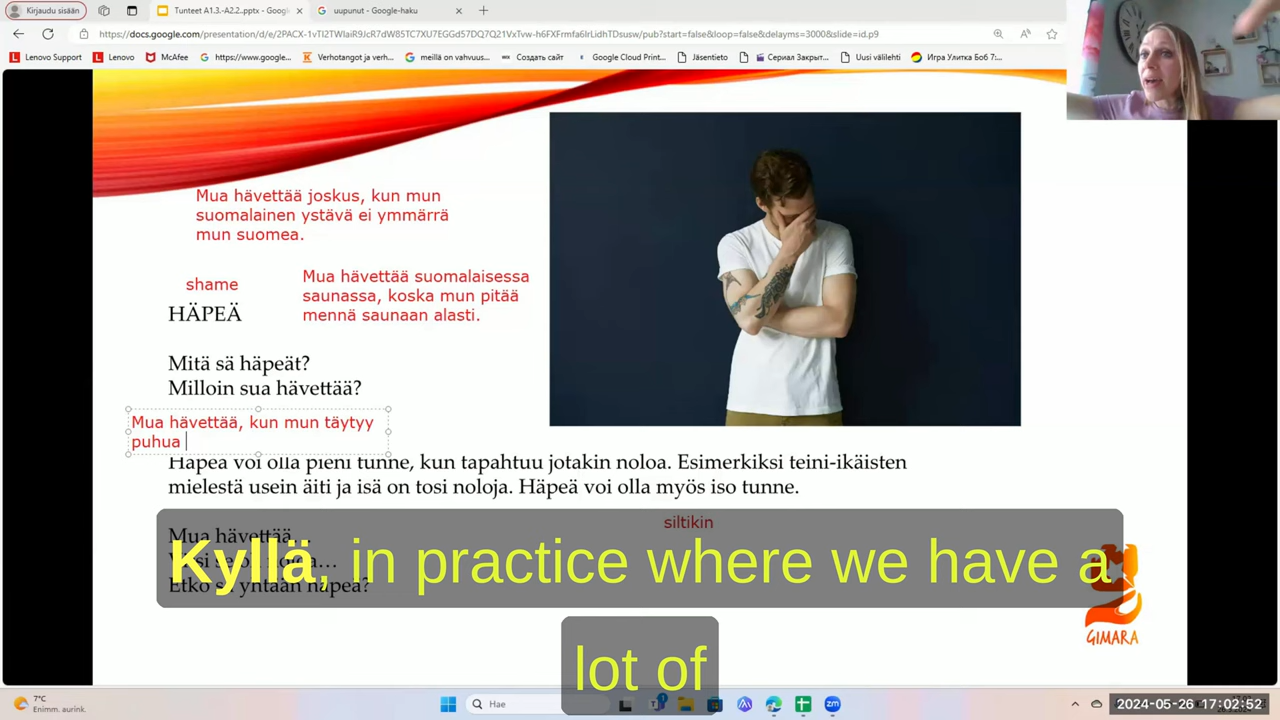 Kirjaudu sisään
Tunteet A1.3.-A2.2..pptx - Googl
uupunut - Google-haku
https://docs.google.com/presentation/d/e/2PACX-1vTI2TWlaiR9JcR7dW85TC7XU7EGGd57DQ7Q21VxTvw-h6FXFrmfa6lrLidhTDsusw/pub?start=false&loop=false&delayms=3000&slide=id.p9
Lenovo Support
Lenovo
McAfee
https://www.google...
Verhotangot ja verh...
meillä on vahvuus...
Создать сайт
Google Cloud Print...
Jäsentieto
Сериал Закрыт...
Uusi välilehti
Игра Улитка Боб 7:...
Mua hävettää joskus, kun mun
suomalainen ystävä ei ymmärrä
mun suomea.
shame
HÄPEÄ
Mua hävettää suomalaisessa
saunassa, koska mun pitää
mennä saunaan alasti.
Mitä sä häpeät?
Milloin sua hävettää?
Mua hävettää, kun mun täytyy
puhua
Häpeä voi olla pieni tunne, kun tapahtuu jotakin noloa. Esimerkiksi teini-ikäisten
mielestä usein äiti ja isä on tosi noloja. Häpeä voi olla myös iso tunne.
siltikin
Mua hävettää...
Etkö sä yhtään häpeä?
Kyllä, in practice where we have a
lot of
GIMARA
7°C
Enimm. aurink.
Hae
2024-05-26 17:02:52